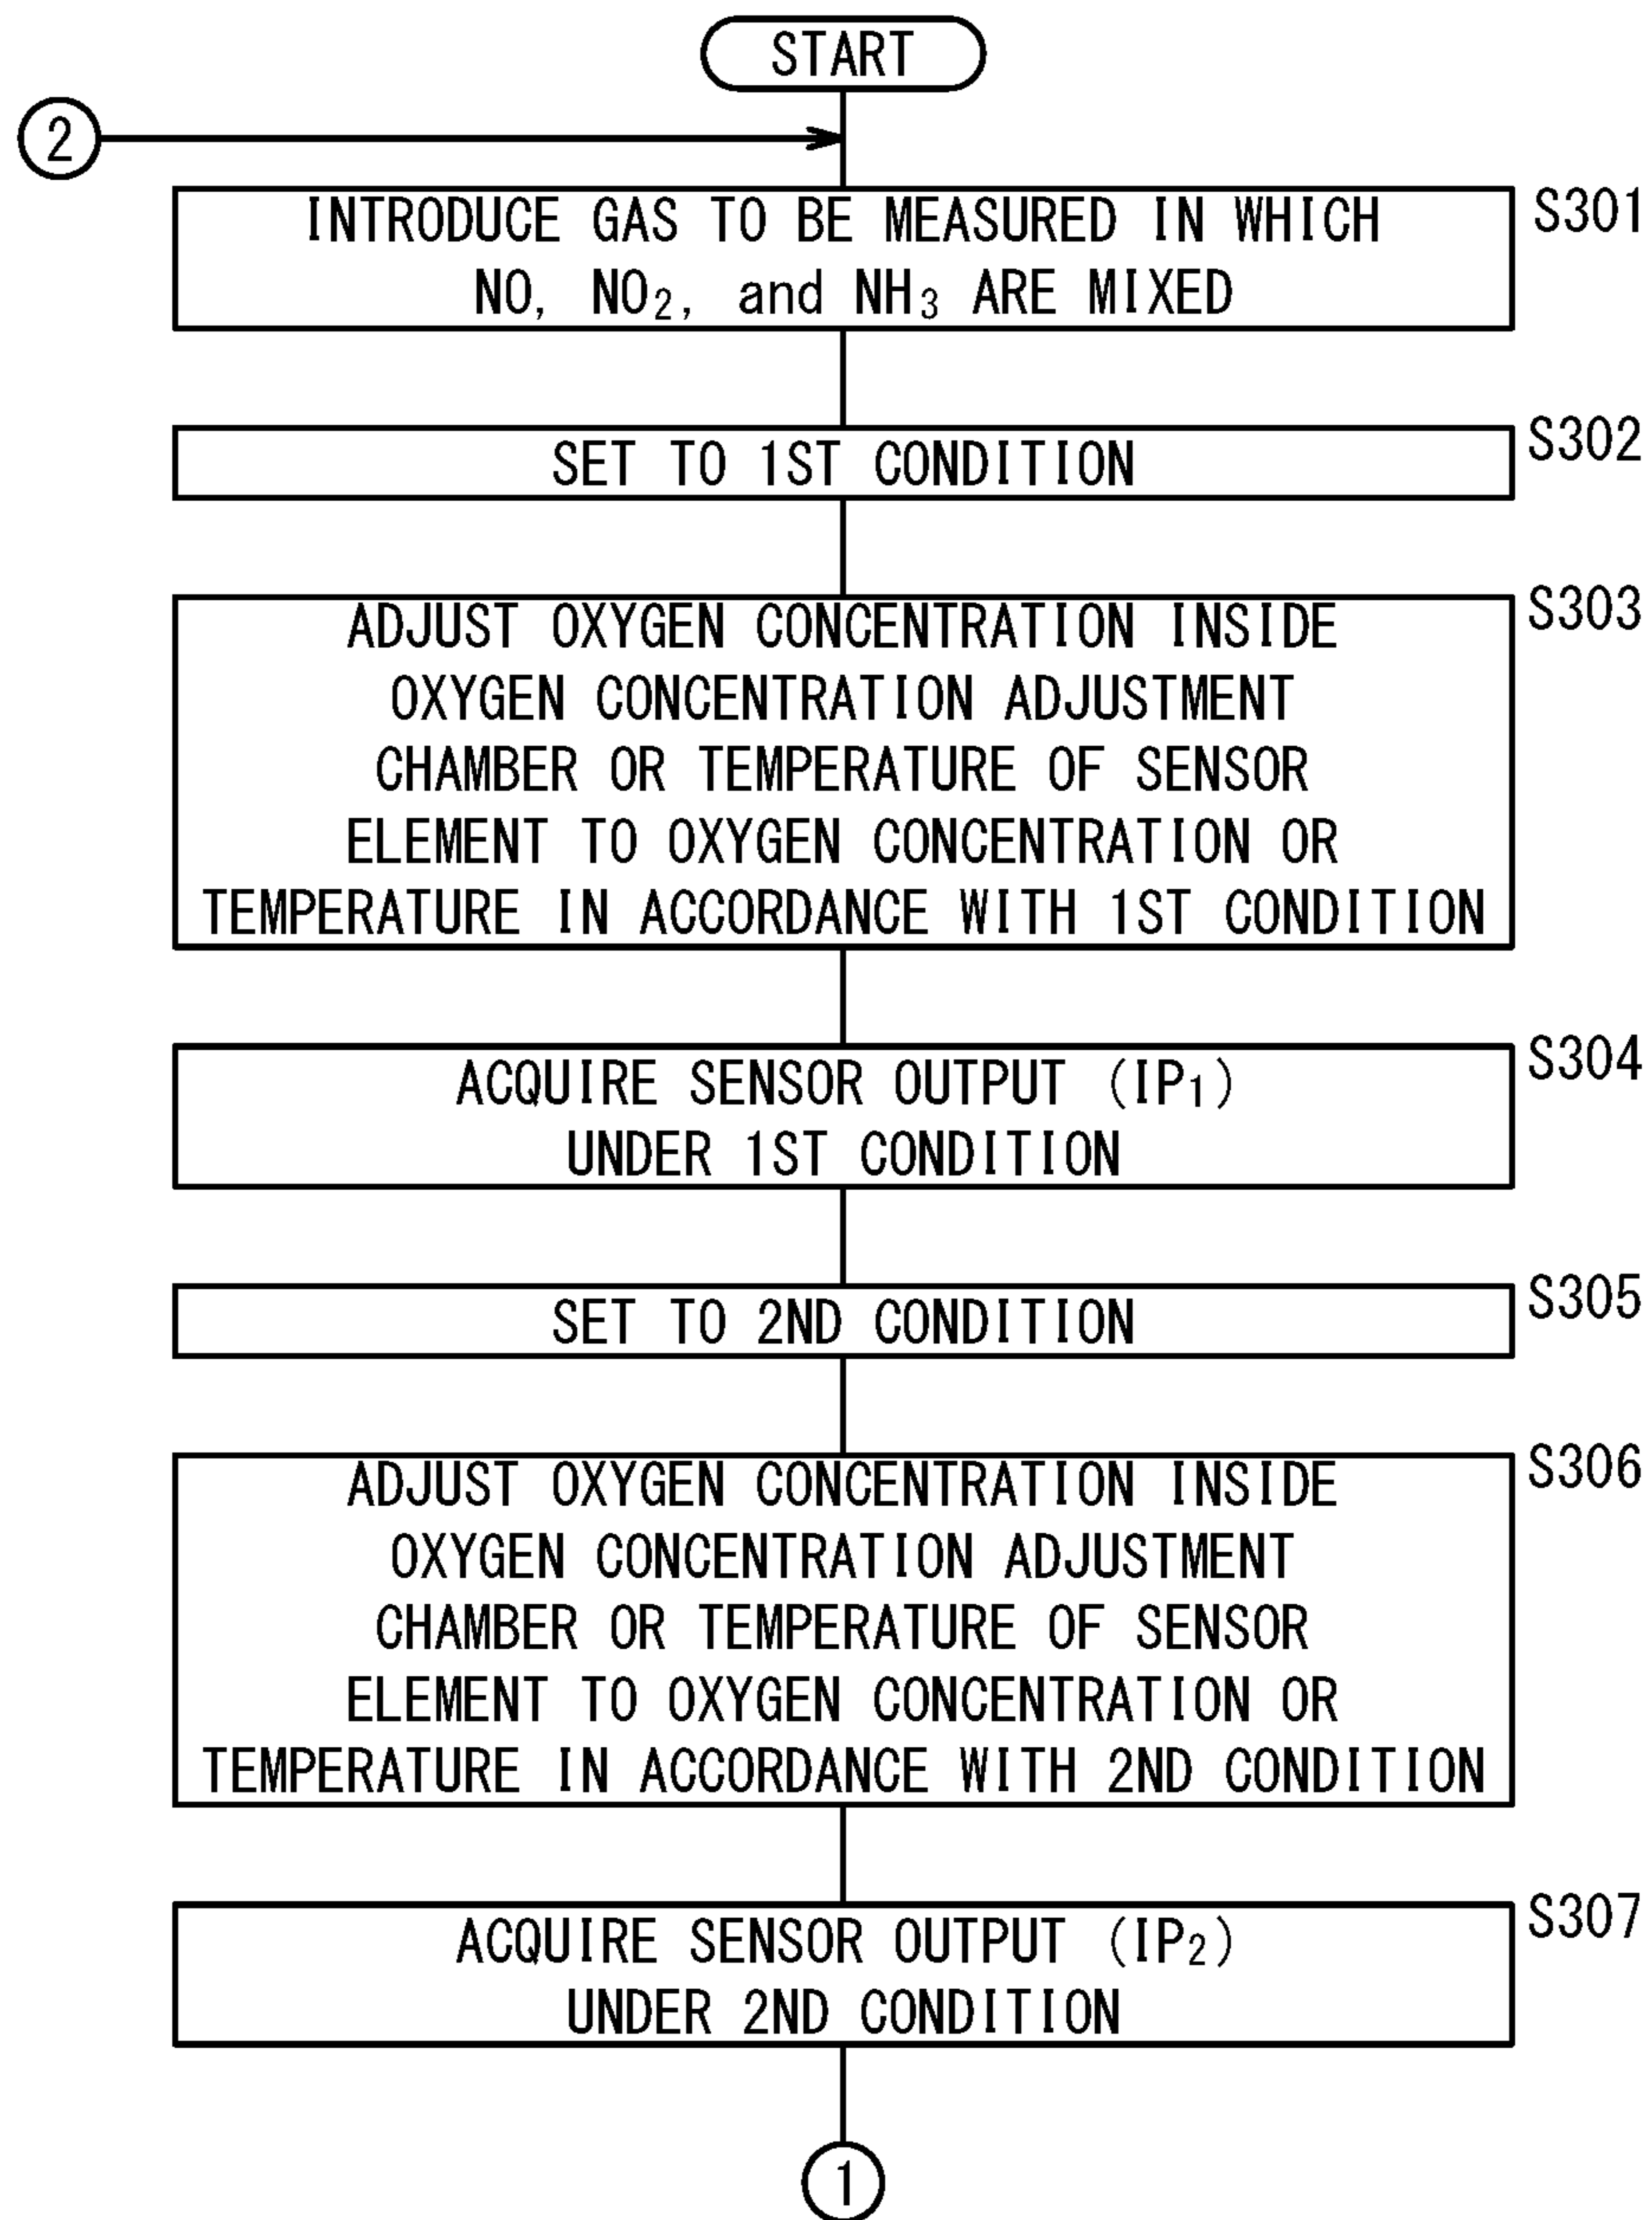 START
2
INTRODUCE GAS TO BE MEASURED IN WHICH
NO, NO₂, and NH₃ ARE MIXED
S301
SET TO 1ST CONDITION
S302
ADJUST OXYGEN CONCENTRATION INSIDE
OXYGEN CONCENTRATION ADJUSTMENT
CHAMBER OR TEMPERATURE OF SENSOR
ELEMENT TO OXYGEN CONCENTRATION OR
TEMPERATURE IN ACCORDANCE WITH 1ST CONDITION
S303
ACQUIRE SENSOR OUTPUT (IP₁)
UNDER 1ST CONDITION
S304
SET TO 2ND CONDITION
S305
ADJUST OXYGEN CONCENTRATION INSIDE
OXYGEN CONCENTRATION ADJUSTMENT
CHAMBER OR TEMPERATURE OF SENSOR
ELEMENT TO OXYGEN CONCENTRATION OR
TEMPERATURE IN ACCORDANCE WITH 2ND CONDITION
S306
ACQUIRE SENSOR OUTPUT (IP₂)
UNDER 2ND CONDITION
S307
1